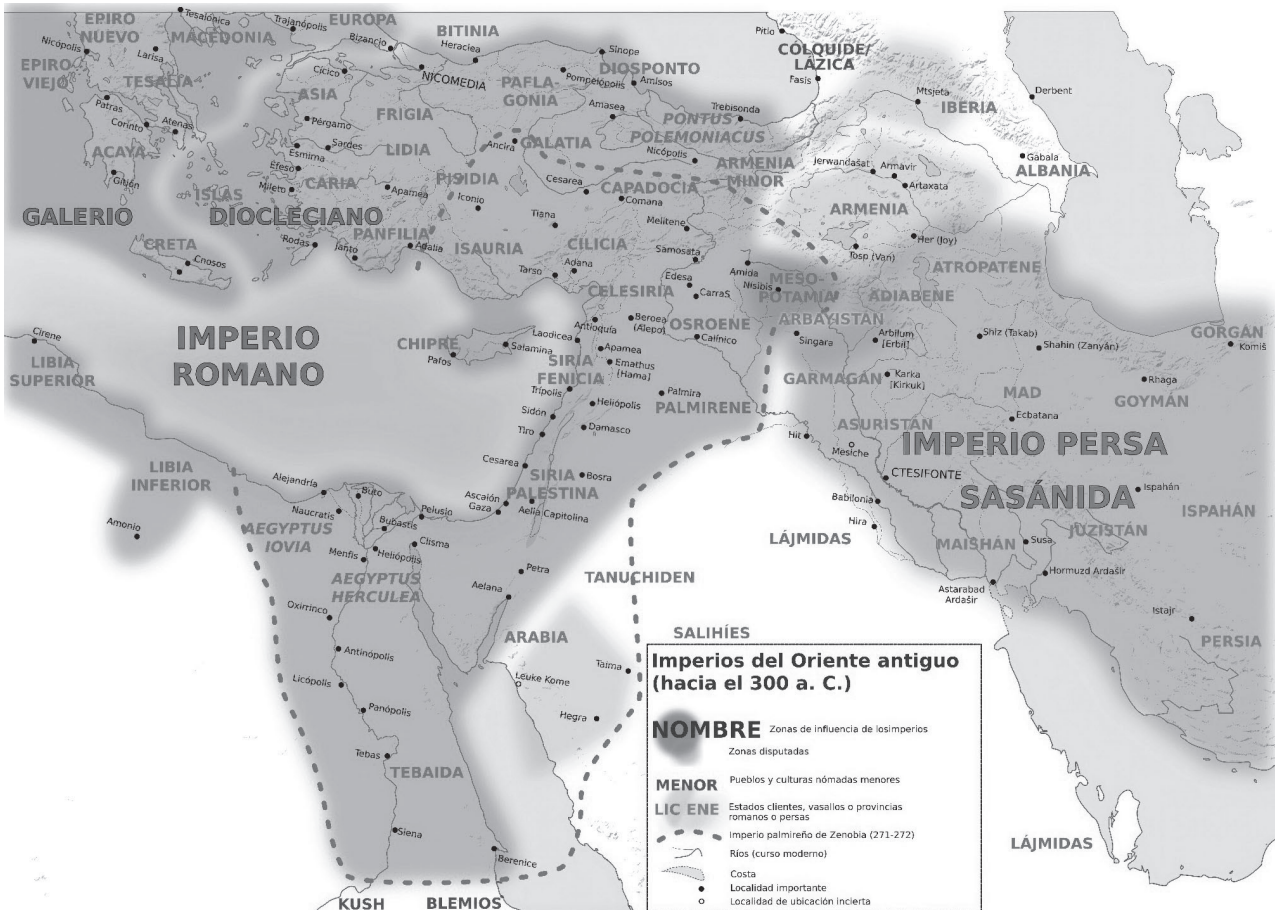 Tesalónica
Trajanópolis
EUROPA
EPIRO
NUEVO
MACEDONIA
BITINIA
Bizancio
Heraclea
Nicópolis
Larisa
Sinope
Pitio
CÓLQUIDE/
LÁZICA
EPIRO
VIEJO
TESALIA
Cícico
NICOMEDIA
PAFLA-
GONIA
Pompeiópolis
DIOSPONTO
Amisos
Fasis
Mtsjeta
IBERIA
Derbent
ASIA
FRIGIA
Amasea
Trebisonda
Patras
Corinto
Atenas
Pérgamo
PONTUS
POLEMONIACUS
ACAYA
Esmirna
Sardes
LIDIA
Ancira
GALATIA
Nicópolis
ARMENIA
MINOR
Jerwandašat
Armavir
Artaxata
Gabala
ALBANIA
Gitión
Efeso
Mileto
CARIA
Apamea
PISIDIA
Iconio
Cesarea
CAPADOCIA
Comana
ISLAS
ARMENIA
GALERIO
DIOCLECIANO
Tiana
Melitene
PANFILIA
Adalia
ISAURIA
CILICIA
Her (Joy)
Tosp (Van)
CRETA
Cnosos
Rodas
Janto
Tarso
Adana
Samosata
Amida
Nisibis
MESO-
POTAMIA
ATROPATENE
ADIABENE
Edesa
CarraS
CELESIRIA
ARBAYISTÁN
Cirene
IMPERIO
ROMANO
CHIPRE
Pafos
Salamina
Laodicea
Antioquía
Beroea
(Alepo)
OSROENE
Calínico
Singara
Arbilum
[Erbil]
Shiz (Takab)
Shahin (Zanyán)
GORGÁN
Komiš
LIBIA
SUPERIOR
Apamea
Emathus
[Hama]
SIRIA
FENICIA
GARMAGÁN
Karka
[Kirkuk]
MAD
Rhaga
GOYMÁN
Trípolis
Palmira
PALMIRENE
Heliópolis
Sidón
Tiro
Damasco
Ecbatana
ASURISTÁN
Hit
Mesiche
IMPERIO PERSA
SASÁNIDA
LIBIA
INFERIOR
Cesarea
Bosra
CTESIFONTE
Ispahán
Alejandría
Buto
Naucratis
Pelusio
Bubastis
Ascalón
Gaza
SIRIA
PALESTINA
Aelia Capitolina
Babilonia
Hira
ISPAHÁN
Amonio
AEGYPTUS
IOVIA
Clisma
LÁJMIDAS
MAISHÁN
Susa
JUZISTÁN
Menfis
Heliópolis
AEGYPTUS
HERCULEA
Petra
Aelana
TANUCHIDEN
Hormuzd Ardašir
Astarabad
Ardašir
Oxirrinco
Istajr
ARABIA
SALIHÍES
PERSIA
Antinópolis
Taima
Licópolis
Leuke Kome
Panópolis
Hegra
Tebas
TEBAIDA
Siena
Berenice
LÁJMIDAS
KUSH
BLEMIOS
Imperios del Oriente antiguo
(hacia el 300 a. C.)
NOMBRE Zonas de influencia de losimperios
Zonas disputadas
MENOR Pueblos y culturas nómadas menores
LIC ENE Estados clientes, vasallos o provincias
romanos o persas
Imperio palmireño de Zenobia (271-272)
Ríos (curso moderno)
Costa
Localidad importante
Localidad de ubicación incierta